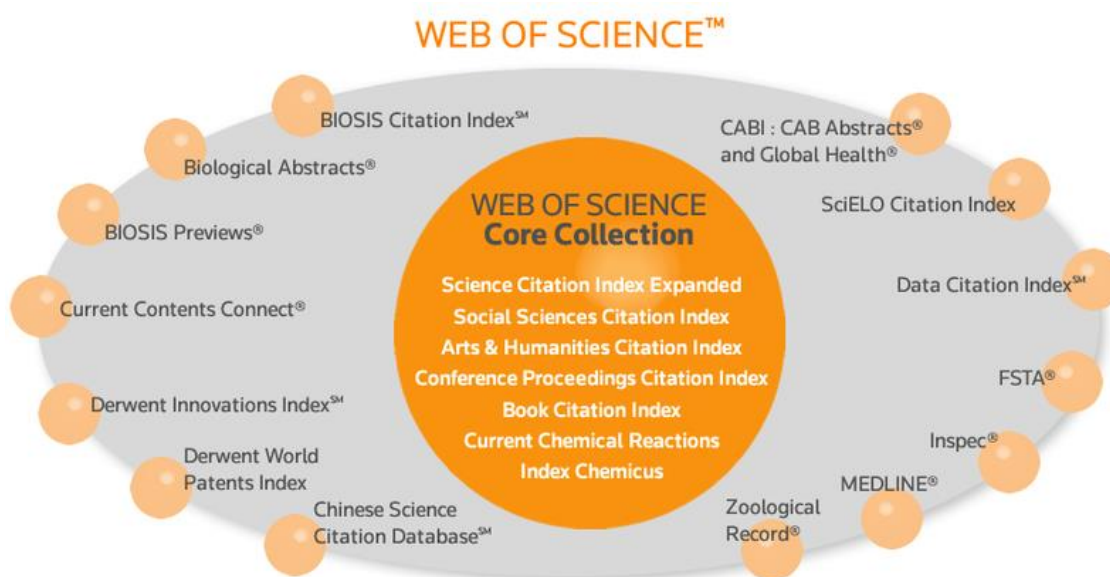 WEB OF SCIENCE™
BIOSIS Citation Index℠
Biological Abstracts®
BIOSIS Previews®
Current Contents Connect®
Derwent Innovations Index℠
Derwent World
Patents Index
Chinese Science
Citation Database℠
WEB OF SCIENCE
Core Collection
Science Citation Index Expanded
Social Sciences Citation Index
Arts & Humanities Citation Index
Conference Proceedings Citation Index
Book Citation Index
Current Chemical Reactions
Index Chemicus
CABI : CAB Abstracts®
and Global Health®
SciELO Citation Index
Data Citation Index℠
FSTA®
Inspec®
MEDLINE®
Zoological
Record®